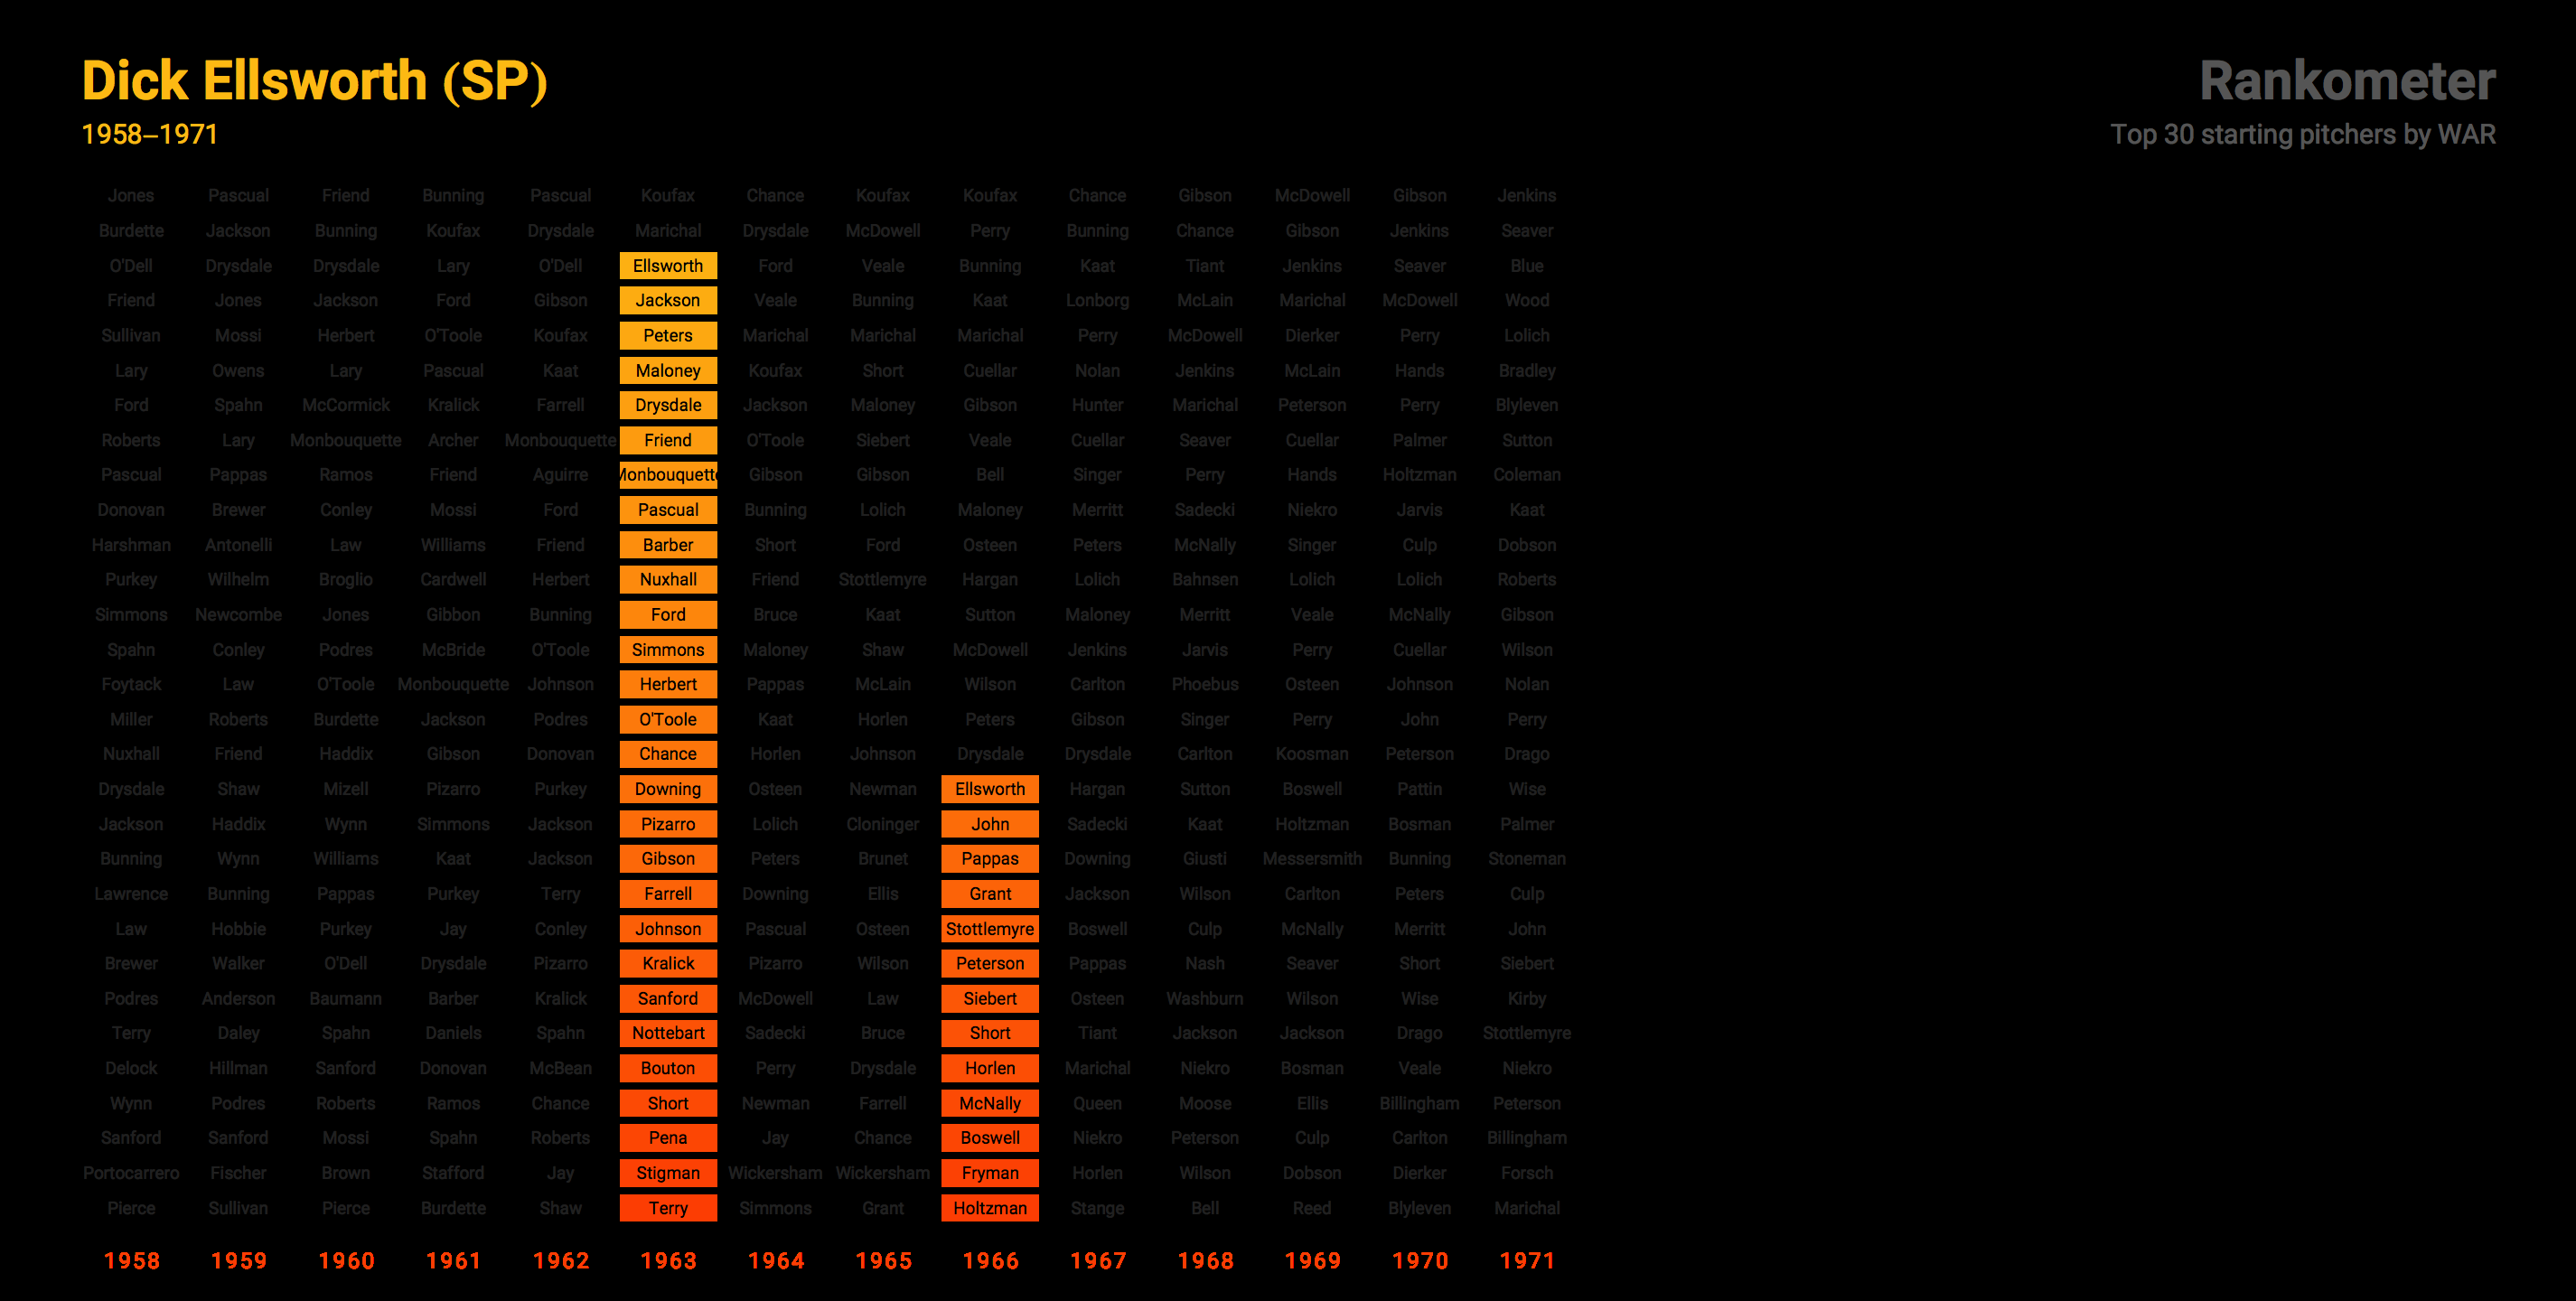 Dick Ellsworth (SP)
1958–1971
Rankometer
Top 30 starting pitchers by WAR
Jones Pascual Friend Bunning Pascual Koufax Chance Koufax Koufax Chance Gibson McDowell Gibson Jenkins
Burdette Jackson Bunning Koufax Drysdale Marichal Drysdale McDowell Perry Bunning Chance Gibson Jenkins Seaver
O'Dell Drysdale Drysdale Lary O'Dell Ellsworth Ford Veale Bunning Kaat Tiant Jenkins Seaver Blue
Friend Jones Jackson Ford Gibson Jackson Veale Bunning Kaat Lonborg McLain Marichal McDowell Wood
Sullivan Mossi Herbert O'Toole Koufax Peters Marichal Marichal Marichal Perry McDowell Dierker Perry Lolich
Lary Owens Lary Pascual Kaat Maloney Koufax Short Cuellar Nolan Jenkins McLain Hands Bradley
Ford Spahn McCormick Kralick Farrell Drysdale Jackson Maloney Gibson Hunter Marichal Peterson Perry Blyleven
Roberts Lary Monbouquette Archer Monbouquette Friend O'Toole Siebert Veale Cuellar Seaver Cuellar Palmer Sutton
Pascual Pappas Ramos Friend Aguirre Monbouquette Gibson Gibson Bell Singer Perry Hands Holtzman Coleman
Donovan Brewer Conley Mossi Ford Pascual Bunning Lolich Maloney Merritt Sadecki Niekro Jarvis Kaat
Harshman Antonelli Law Williams Friend Barber Short Ford Osteen Peters McNally Singer Culp Dobson
Purkey Wilhelm Broglio Cardwell Herbert Nuxhall Friend Stottlemyre Hargan Lolich Bahnsen Lolich Lolich Roberts
Simmons Newcombe Jones Gibbon Bunning Ford Bruce Kaat Sutton Maloney Merritt Veale McNally Gibson
Spahn Conley Podres McBride O'Toole Simmons Maloney Shaw McDowell Jenkins Jarvis Perry Cuellar Wilson
Foytack Law O'Toole Monbouquette Johnson Herbert Pappas McLain Wilson Carlton Phoebus Osteen Johnson Nolan
Miller Roberts Burdette Jackson Podres O'Toole Kaat Horlen Peters Gibson Singer Perry John Perry
Nuxhall Friend Haddix Gibson Donovan Chance Horlen Johnson Drysdale Drysdale Carlton Koosman Peterson Drago
Drysdale Shaw Mizell Pizarro Purkey Downing Osteen Newman Ellsworth Hargan Sutton Boswell Pattin Wise
Jackson Haddix Wynn Simmons Jackson Pizarro Lolich Cloninger John Sadecki Kaat Holtzman Bosman Palmer
Bunning Wynn Williams Kaat Jackson Gibson Peters Brunet Pappas Downing Giusti Messersmith Bunning Stoneman
Lawrence Bunning Pappas Purkey Terry Farrell Downing Ellis Grant Jackson Wilson Carlton Peters Culp
Law Hobbie Purkey Jay Conley Johnson Pascual Osteen Stottlemyre Boswell Culp McNally Merritt John
Brewer Walker O'Dell Drysdale Pizarro Kralick Pizarro Wilson Peterson Pappas Nash Seaver Short Siebert
Podres Anderson Baumann Barber Kralick Sanford McDowell Law Siebert Osteen Washburn Wilson Wise Kirby
Terry Daley Spahn Daniels Spahn Nottebart Sadecki Bruce Short Tiant Jackson Jackson Drago Stottlemyre
Delock Hillman Sanford Donovan McBean Bouton Perry Drysdale Horlen Marichal Niekro Bosman Veale Niekro
Wynn Podres Roberts Ramos Chance Short Newman Farrell McNally Queen Moose Ellis Billingham Peterson
Sanford Sanford Mossi Spahn Roberts Pena Jay Chance Boswell Niekro Peterson Culp Carlton Billingham
Portocarrero Fischer Brown Stafford Jay Stigman Wickersham Wickersham Fryman Horlen Wilson Dobson Dierker Forsch
Pierce Sullivan Pierce Burdette Shaw Terry Simmons Grant Holtzman Stange Bell Reed Blyleven Marichal
1958 1959 1960 1961 1962 1963 1964 1965 1966 1967 1968 1969 1970 1971